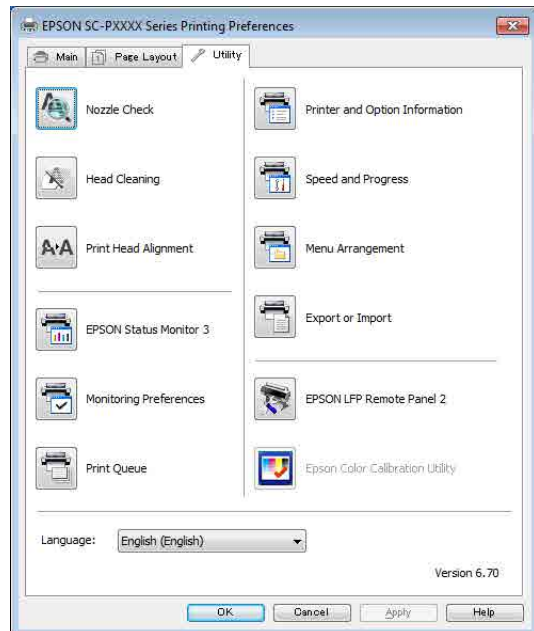 EPSON SC-PXXXX Series Printing Preferences
Main
Page Layout
Utility
Nozzle Check
Head Cleaning
A A Print Head Alignment
EPSON Status Monitor 3
Monitoring Preferences
Print Queue
Printer and Option Information
Speed and Progress
Menu Arrangement
Export or Import
EPSON LFP Remote Panel 2
Epson Color Calibration Utility
Language: English (English)
Version 6.70
OK
Cancel
Apply
Help